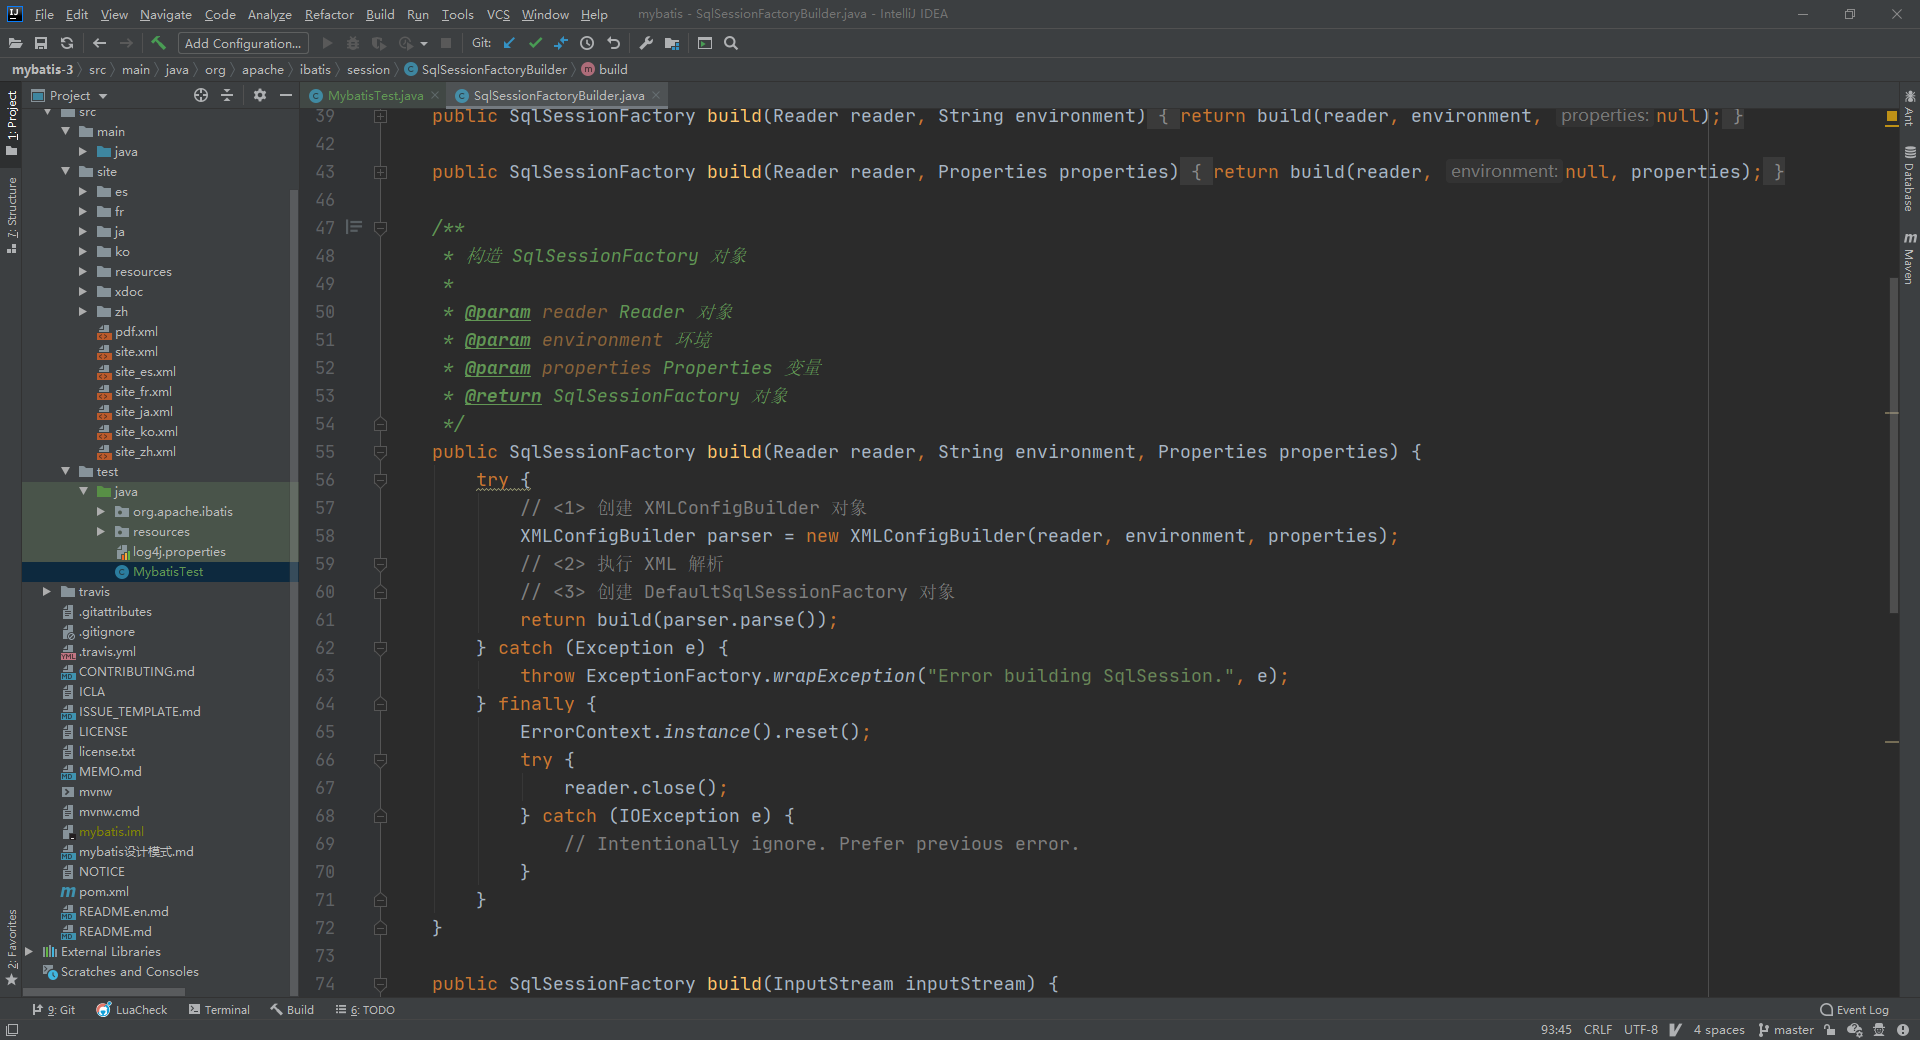 File Edit View Navigate Code Analyze Refactor Build Run Tools VCS Window Help mybatis - SqlSessionFactoryBuilder.java - IntelliJ IDEA
Add Configuration... Git:
mybatis-3 src main java org apache ibatis session SqlSessionFactoryBuilder build
Project
MybatisTest.java
SqlSessionFactoryBuilder.java
1: Project
7: Structure
2: Favorites
src
main
java
site
es
fr
ja
ko
resources
xdoc
zh
pdf.xml
site.xml
site_es.xml
site_fr.xml
site_ja.xml
site_ko.xml
site_zh.xml
test
java
org.apache.ibatis
resources
log4j.properties
MybatisTest
travis
.gitattributes
.gitignore
.travis.yml
CONTRIBUTING.md
ICLA
ISSUE_TEMPLATE.md
LICENSE
license.txt
MEMO.md
mvnw
mvnw.cmd
mybatis.iml
mybatis设计模式.md
NOTICE
pom.xml
README.en.md
README.md
External Libraries
Scratches and Consoles
39 public SqlSessionFactory build(Reader reader, String environment) { return build(reader, environment, properties: null); }
42
43 public SqlSessionFactory build(Reader reader, Properties properties) { return build(reader, environment: null, properties); }
46
47 /**
48 * 构造 SqlSessionFactory 对象
49 *
50 * @param reader Reader 对象
51 * @param environment 环境
52 * @param properties Properties 变量
53 * @return SqlSessionFactory 对象
54 */
55 public SqlSessionFactory build(Reader reader, String environment, Properties properties) {
56 try {
57 // <1> 创建 XMLConfigBuilder 对象
58 XMLConfigBuilder parser = new XMLConfigBuilder(reader, environment, properties);
59 // <2> 执行 XML 解析
60 // <3> 创建 DefaultSqlSessionFactory 对象
61 return build(parser.parse());
62 } catch (Exception e) {
63 throw ExceptionFactory.wrapException("Error building SqlSession.", e);
64 } finally {
65 ErrorContext.instance().reset();
66 try {
67 reader.close();
68 } catch (IOException e) {
69 // Intentionally ignore. Prefer previous error.
70 }
71 }
72 }
73
74 public SqlSessionFactory build(InputStream inputStream) {
Ant
Database
Maven
9: Git LuaCheck Terminal Build 6: TODO Event Log
93:45 CRLF UTF-8 4 spaces master